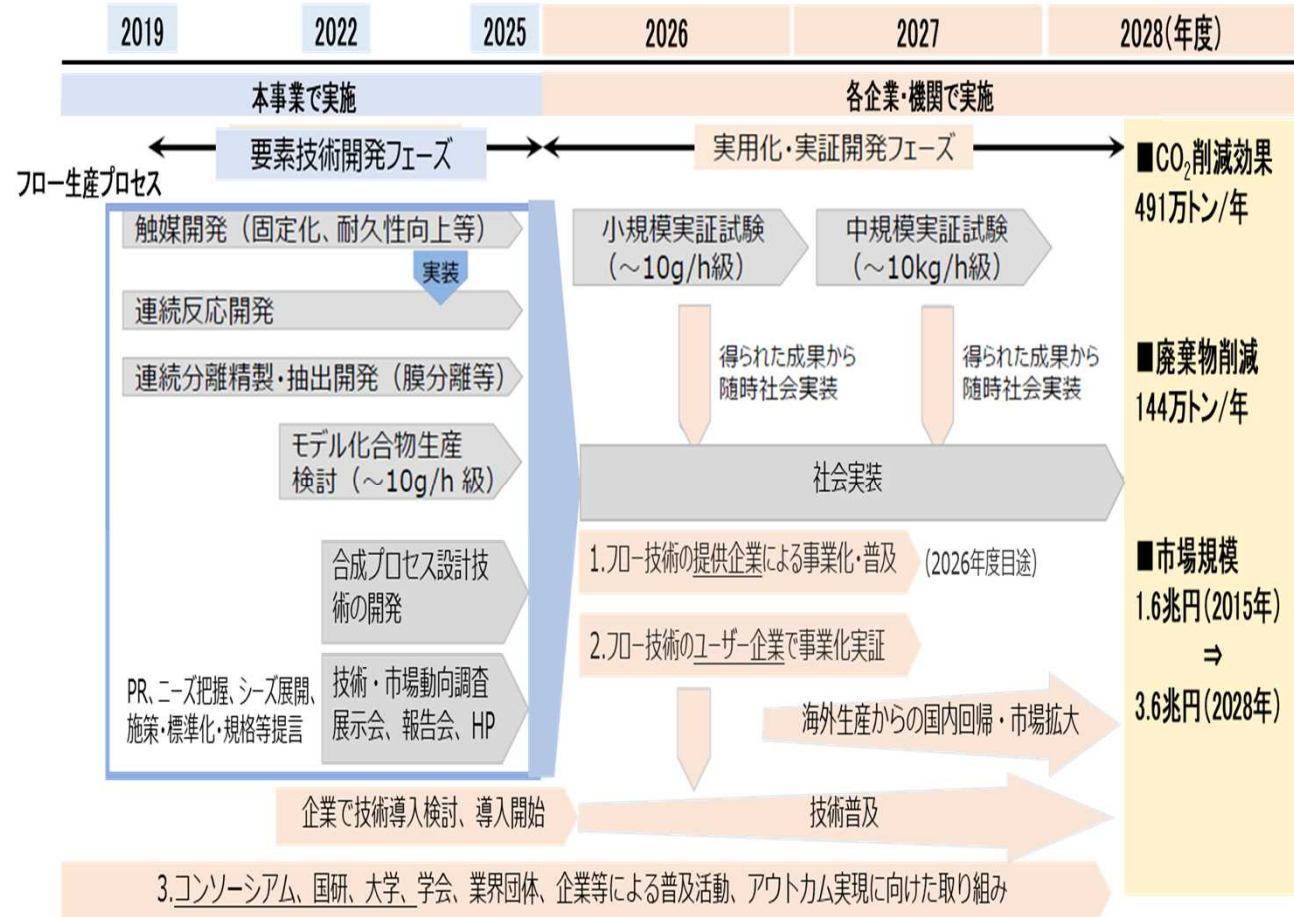 2019
2022
2025
2026
2027
2028(年度)
本事業で実施
各企業・機関で実施
要素技術開発フェーズ
実用化・実証開発フェーズ
フロー生産プロセス
触媒開発（固定化、耐久性向上等）
実装
連続反応開発
連続分離精製・抽出開発（膜分離等）
モデル化合物生産
検討（～10g/h 級）
合成プロセス設計技
術の開発
PR、ニーズ把握、シーズ展開、
施策・標準化・規格等提言
技術・市場動向調査
展示会、報告会、HP
小規模実証試験
（～10g/h級）
中規模実証試験
（～10kg/h級）
得られた成果から
随時社会実装
得られた成果から
随時社会実装
社会実装
1.フロー技術の提供企業による事業化・普及
(2026年度目途)
2.フロー技術のユーザー企業で事業化実証
海外生産からの国内回帰・市場拡大
企業で技術導入検討、導入開始
技術普及
3.コンソーシアム、国研、大学、学会、業界団体、企業等による普及活動、アウトカム実現に向けた取り組み
■CO₂削減効果
491万トン/年
■廃棄物削減
144万トン/年
■市場規模
1.6兆円(2015年)
⇒
3.6兆円(2028年)